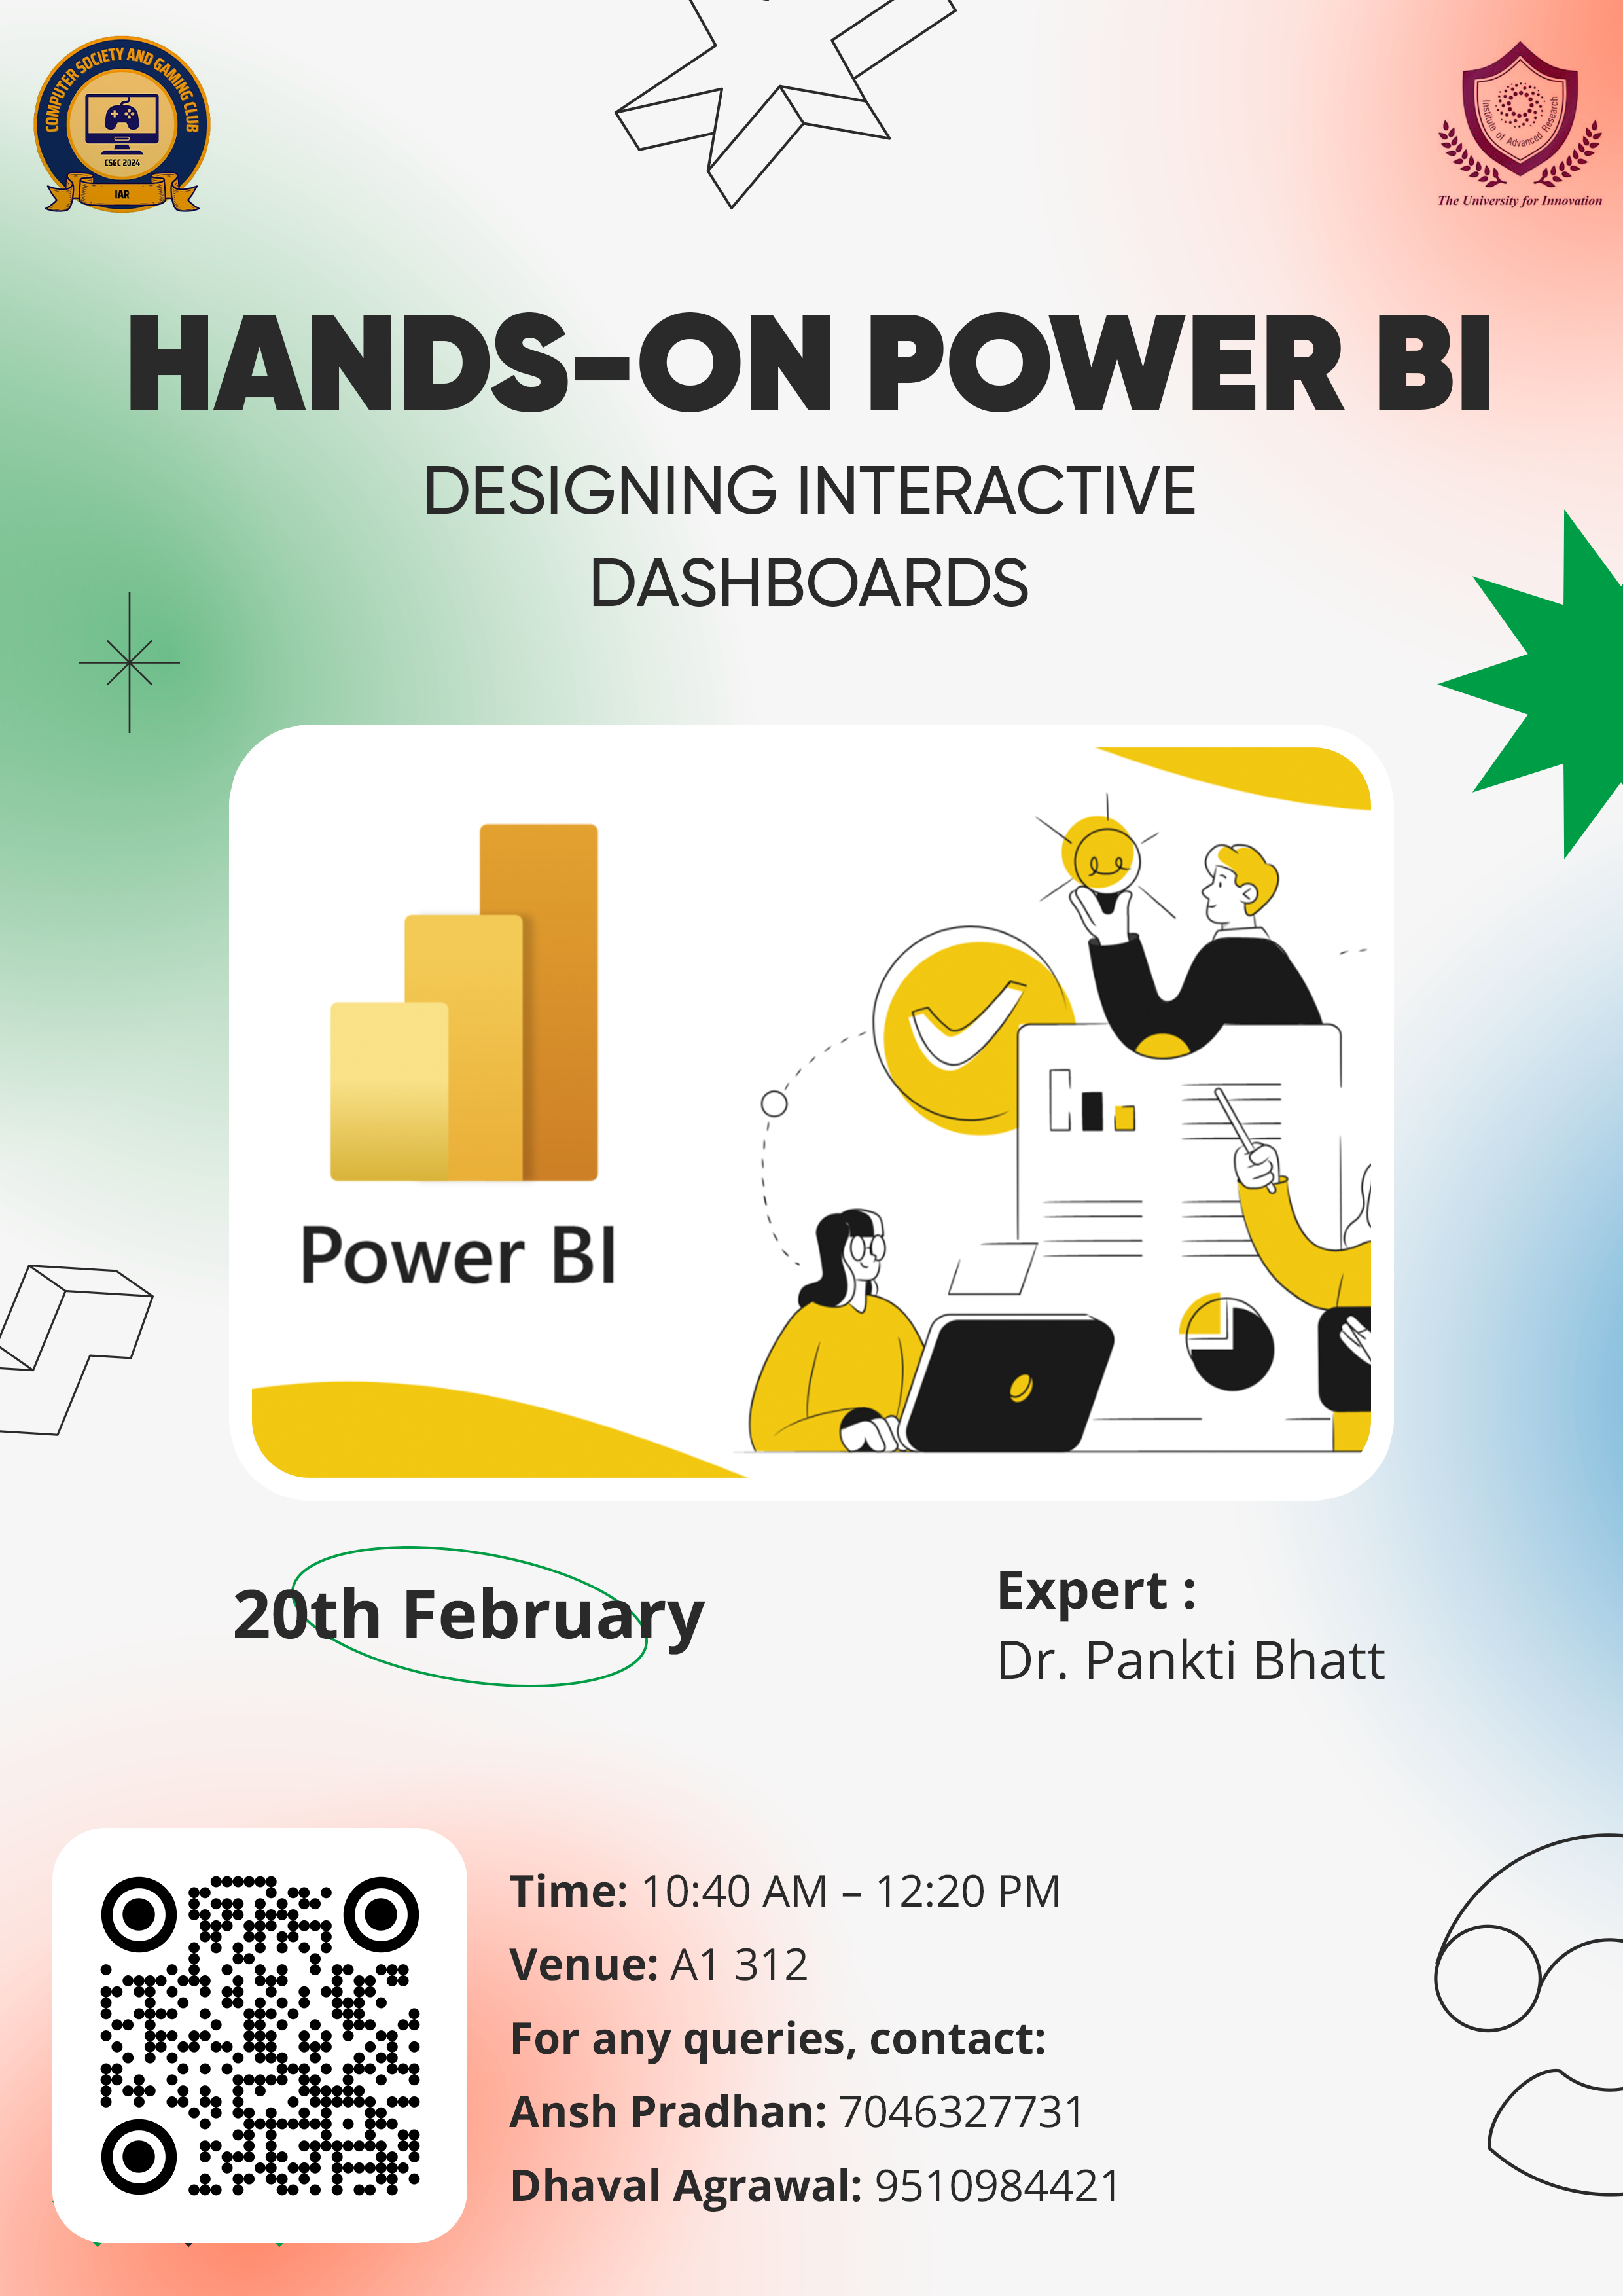 COMPUTER SOCIETY AND GAMING CLUB
CSGC 2024
IAR
Institute of Advanced Research
The University for Innovation
HANDS-ON POWER BI
DESIGNING INTERACTIVE
DASHBOARDS
Power BI
20th February
Expert :
Dr. Pankti Bhatt
Time: 10:40 AM – 12:20 PM
Venue: A1 312
For any queries, contact:
Ansh Pradhan: 7046327731
Dhaval Agrawal: 9510984421